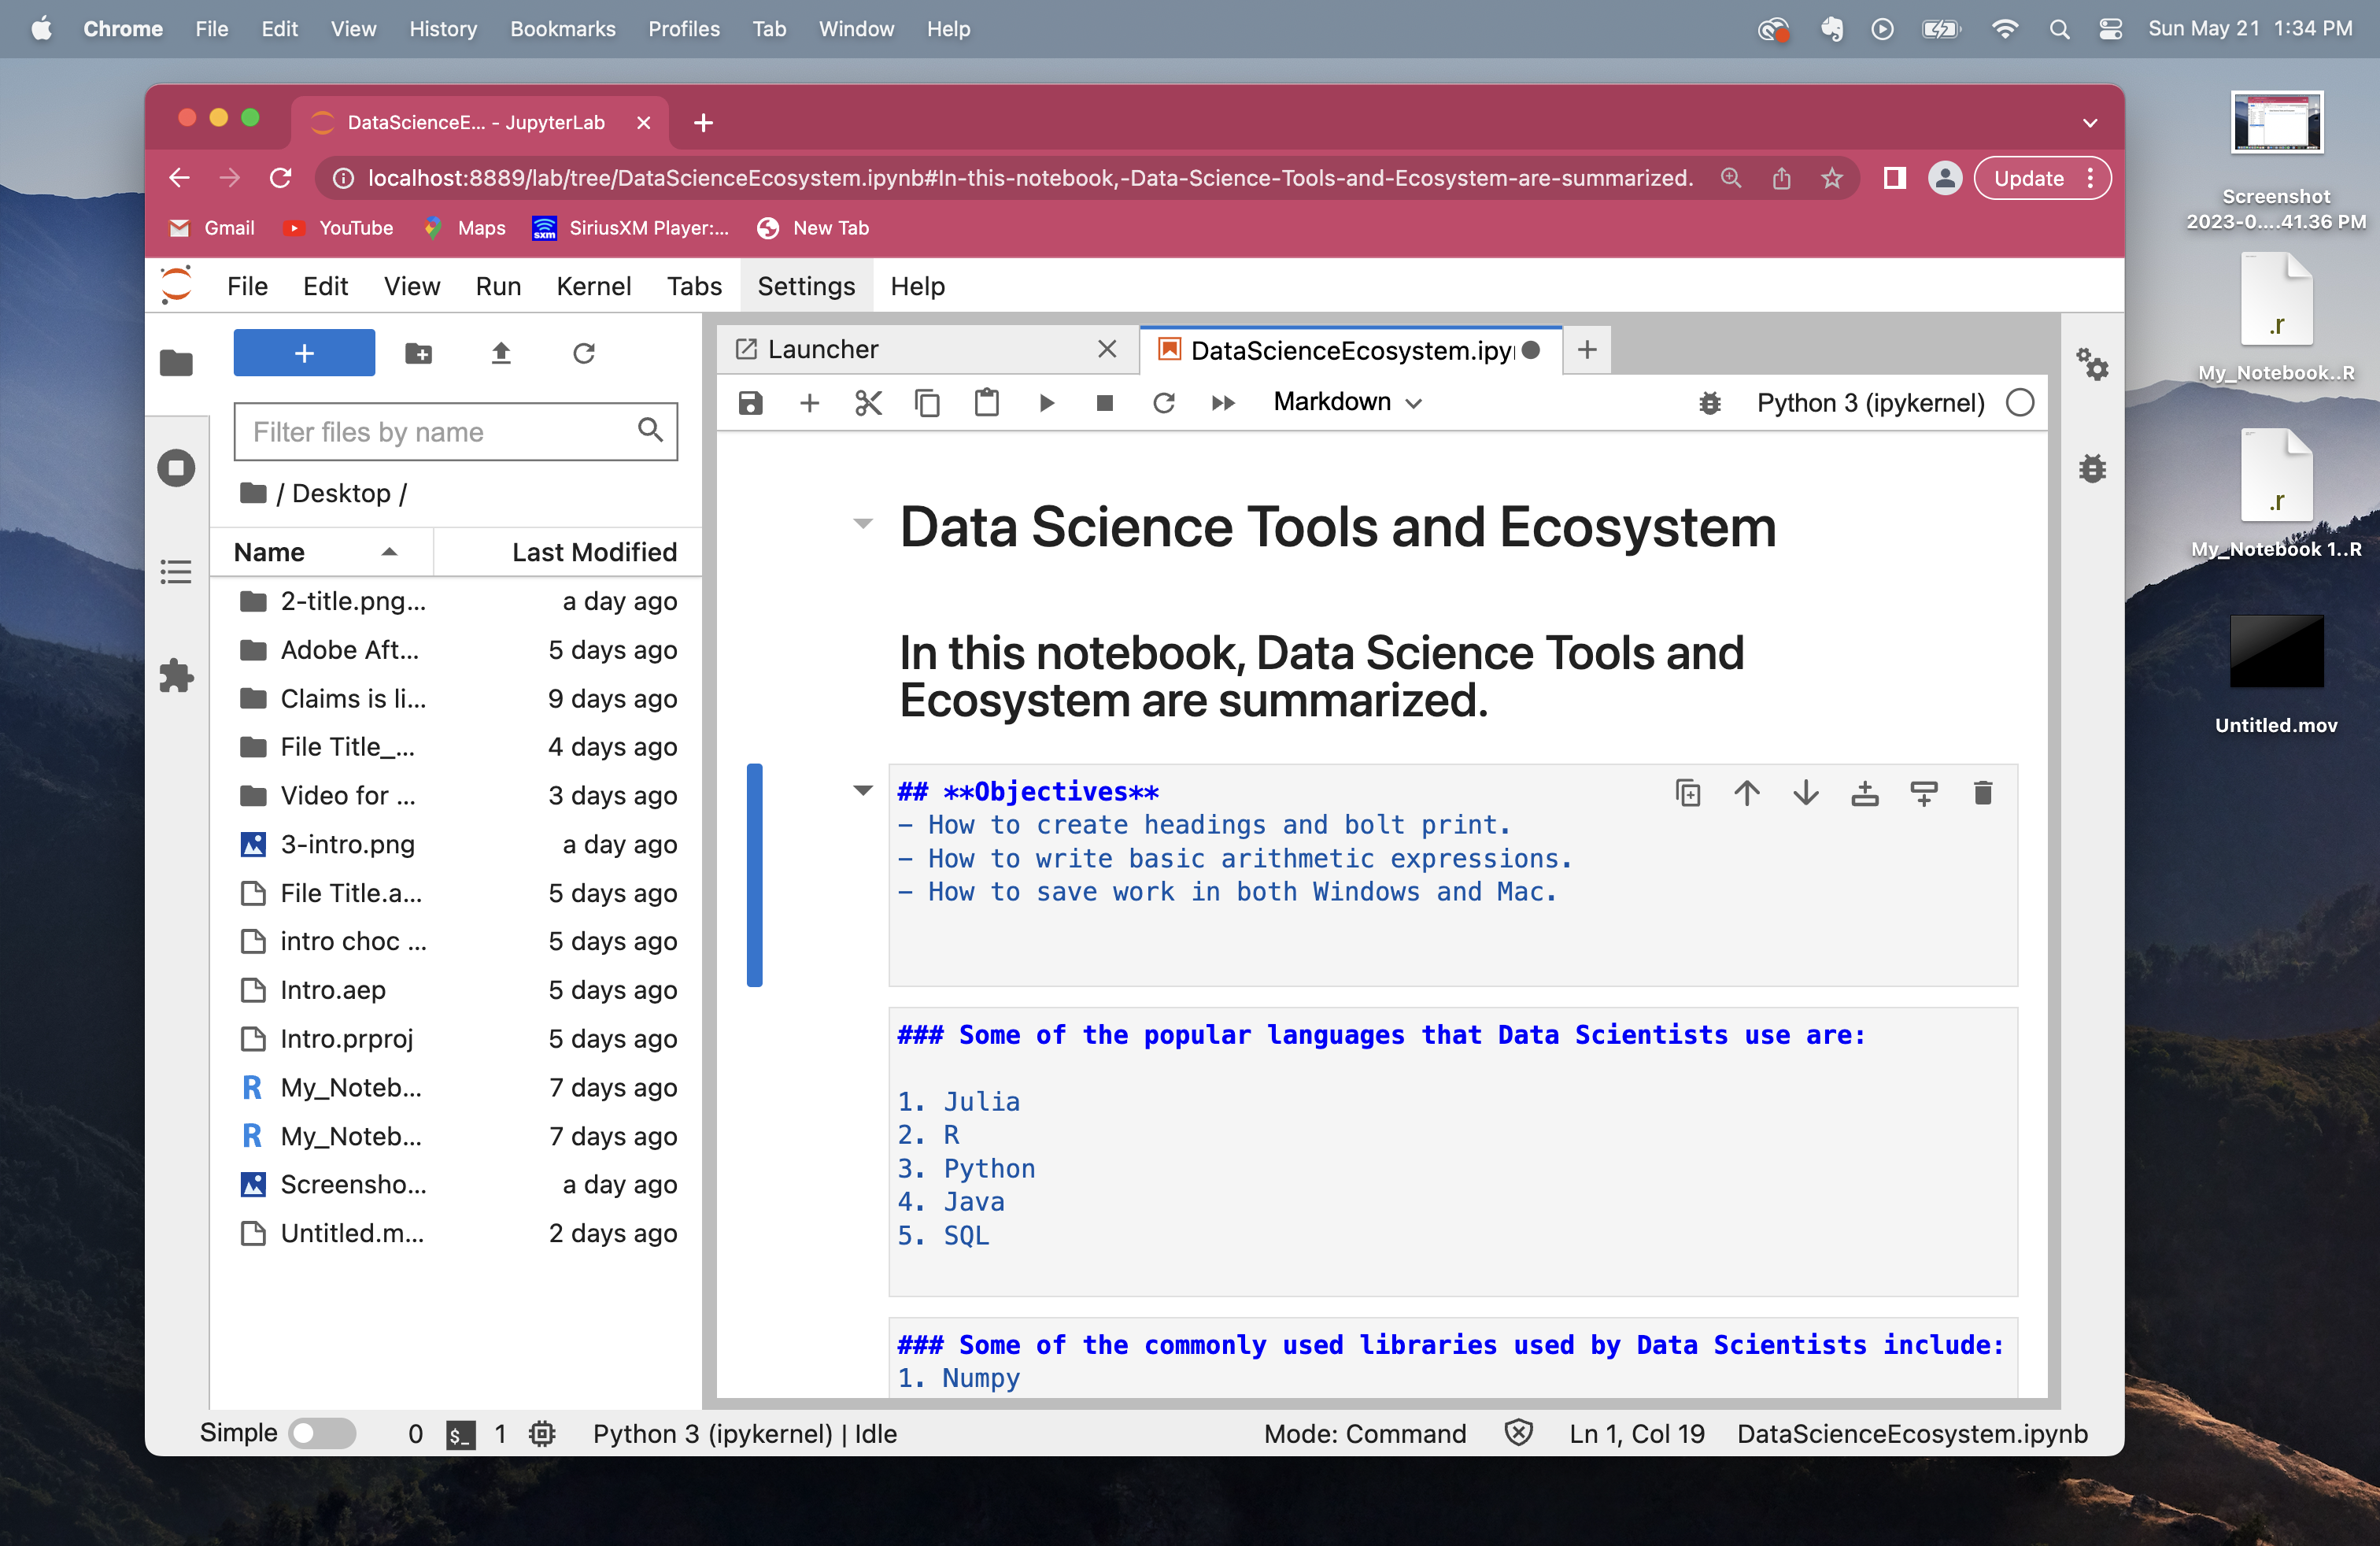 Chrome File Edit View History Bookmarks Profiles Tab Window Help Sun May 21 1:34 PM
DataScienceE... - JupyterLab
localhost:8889/lab/tree/DataScienceEcosystem.ipynb#In-this-notebook,-Data-Science-Tools-and-Ecosystem-are-summarized. Update
Gmail YouTube Maps sxm SiriusXM Player:... New Tab
File Edit View Run Kernel Tabs Settings Help
Filter files by name
/ Desktop /
Name Last Modified
2-title.png... a day ago
Adobe Aft... 5 days ago
Claims is li... 9 days ago
File Title_... 4 days ago
Video for ... 3 days ago
3-intro.png a day ago
File Title.a... 5 days ago
intro choc ... 5 days ago
Intro.aep 5 days ago
Intro.prproj 5 days ago
R My_Noteb... 7 days ago
R My_Noteb... 7 days ago
Screensho... a day ago
Untitled.m... 2 days ago
Launcher
DataScienceEcosystem.ipyı
Markdown
Python 3 (ipykernel)
Data Science Tools and Ecosystem
In this notebook, Data Science Tools and
Ecosystem are summarized.
## **Objectives**
- How to create headings and bolt print.
- How to write basic arithmetic expressions.
- How to save work in both Windows and Mac.
### Some of the popular languages that Data Scientists use are:
1. Julia
2. R
3. Python
4. Java
5. SQL
### Some of the commonly used libraries used by Data Scientists include:
1. Numpy
Simple 0 $_ 1 Python 3 (ipykernel) | Idle Mode: Command Ln 1, Col 19 DataScienceEcosystem.ipynb
Screenshot
2023-0....41.36 PM
.r
My_Notebook..R
.r
My_Notebook 1..R
Untitled.mov